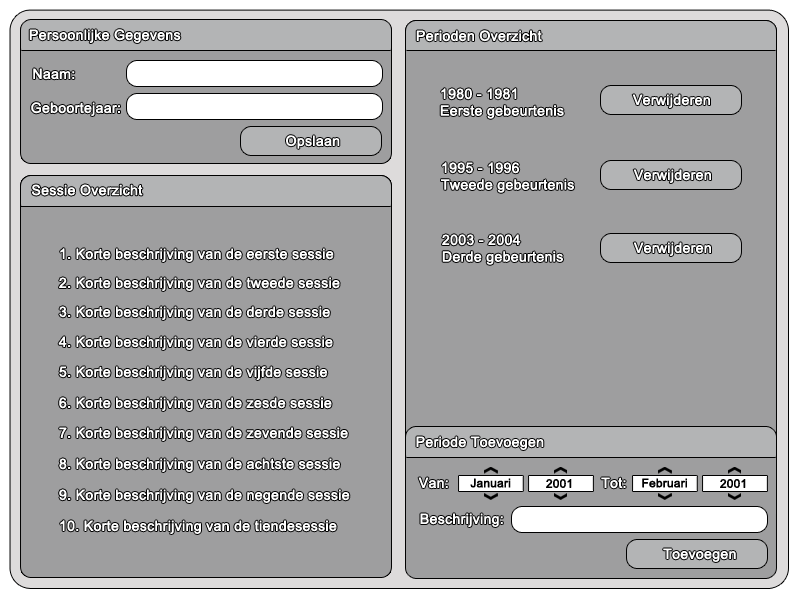 Persoonlijke Gegevens
Naam:
Geboortejaar:
Opslaan
Sessie Overzicht
1. Korte beschrijving van de eerste sessie
2. Korte beschrijving van de tweede sessie
3. Korte beschrijving van de derde sessie
4. Korte beschrijving van de vierde sessie
5. Korte beschrijving van de vijfde sessie
6. Korte beschrijving van de zesde sessie
7. Korte beschrijving van de zevende sessie
8. Korte beschrijving van de achtste sessie
9. Korte beschrijving van de negende sessie
10. Korte beschrijving van de tiendesessie
Perioden Overzicht
1980 - 1981
Eerste gebeurtenis
Verwijderen
1995 - 1996
Tweede gebeurtenis
Verwijderen
2003 - 2004
Derde gebeurtenis
Verwijderen
Periode Toevoegen
Van: Januari 2001 Tot: Februari 2001
Beschrijving:
Toevoegen